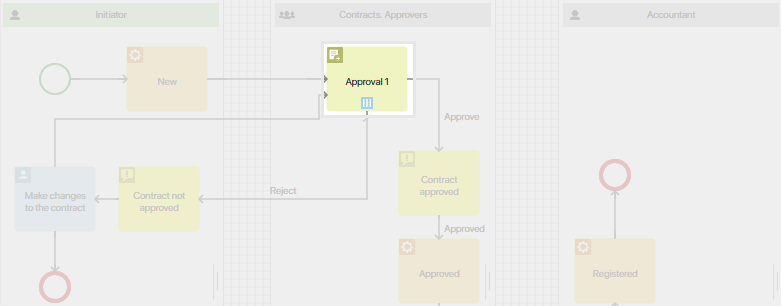 Initiator
Contracts. Approvers
Accountant
New
Approval 1
Approve
Make changes
to the contract
Contract not
approved
Reject
Contract
approved
Approved
Approved
Registered